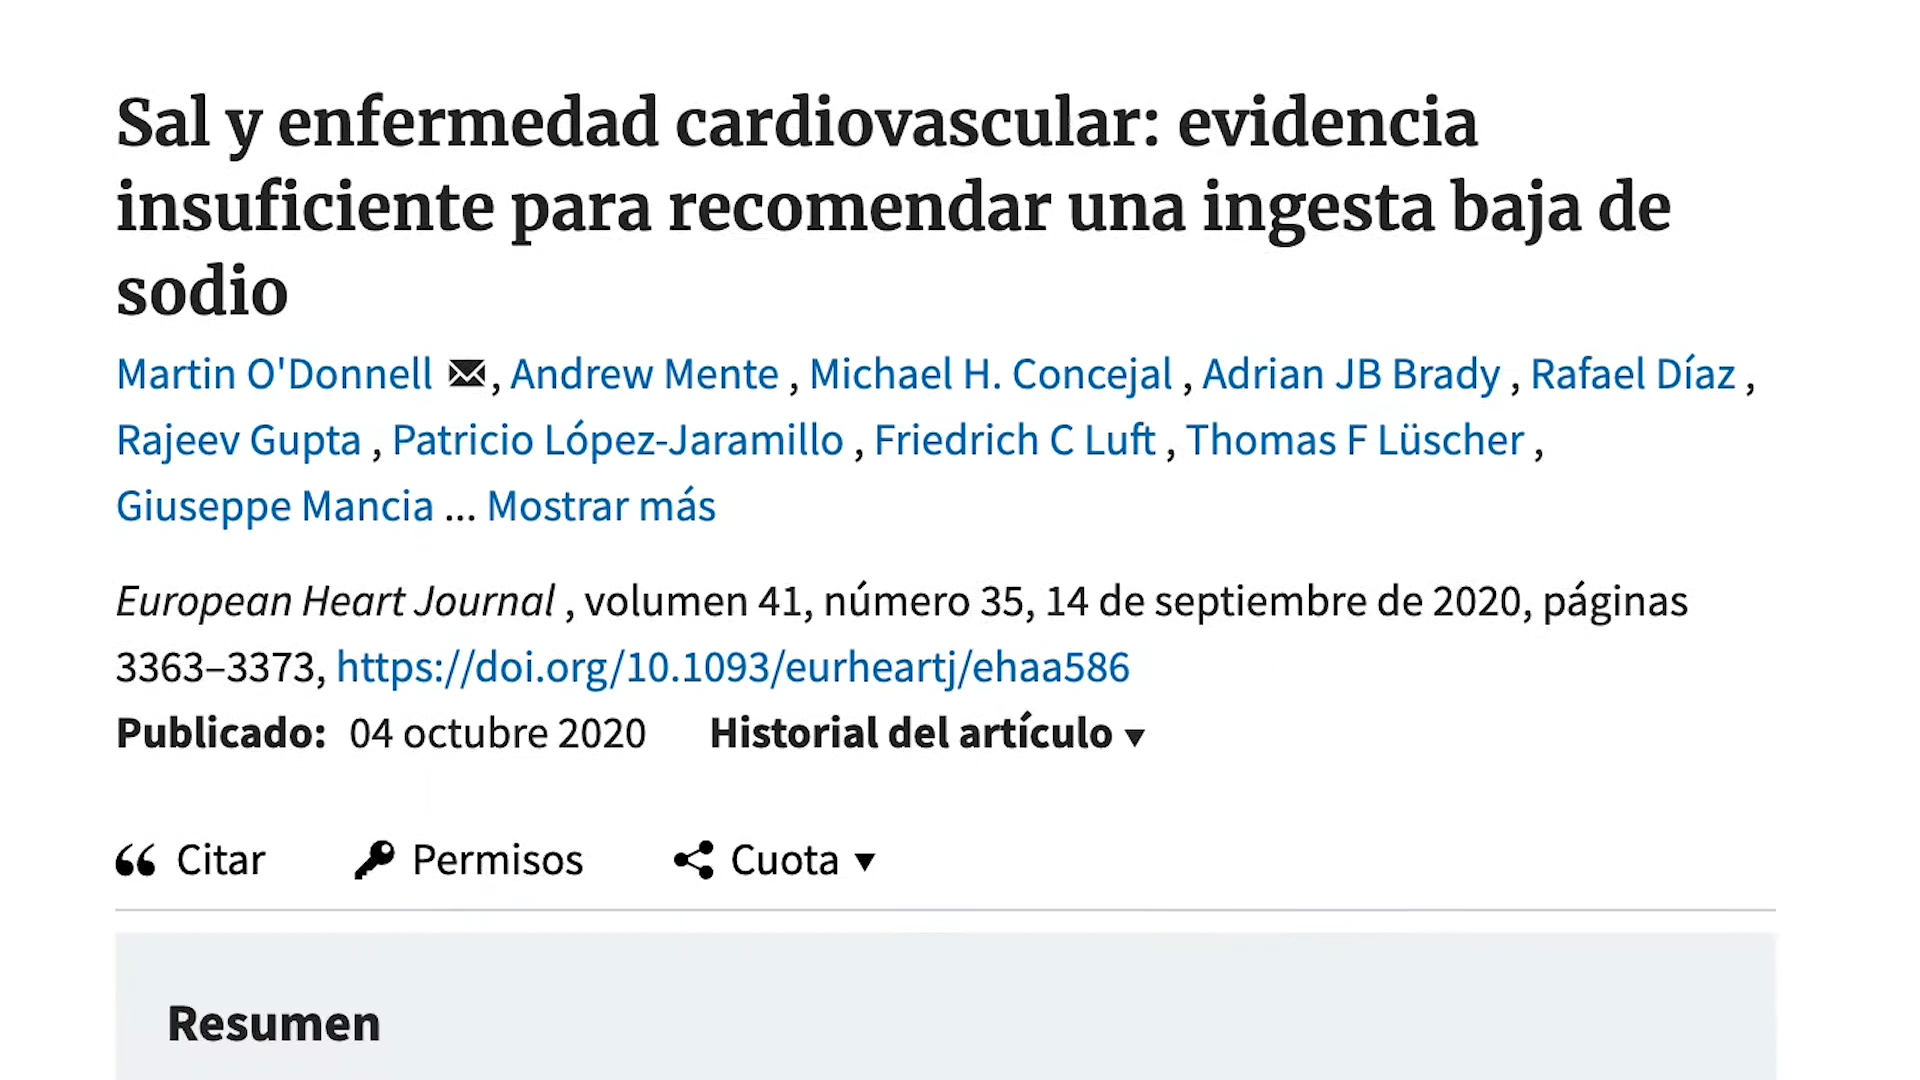 Sal y enfermedad cardiovascular: evidencia
insuficiente para recomendar una ingesta baja de
sodio
Martin O'Donnell , Andrew Mente , Michael H. Concejal , Adrian JB Brady , Rafael Díaz ,
Rajeev Gupta , Patricio López-Jaramillo , Friedrich C Luft , Thomas F Lüscher ,
Giuseppe Mancia ... Mostrar más
European Heart Journal , volumen 41, número 35, 14 de septiembre de 2020, páginas
3363–3373, https://doi.org/10.1093/eurheartj/ehaa586
Publicado: 04 octubre 2020 Historial del artículo ▾
Citar Permisos Cuota ▾
Resumen